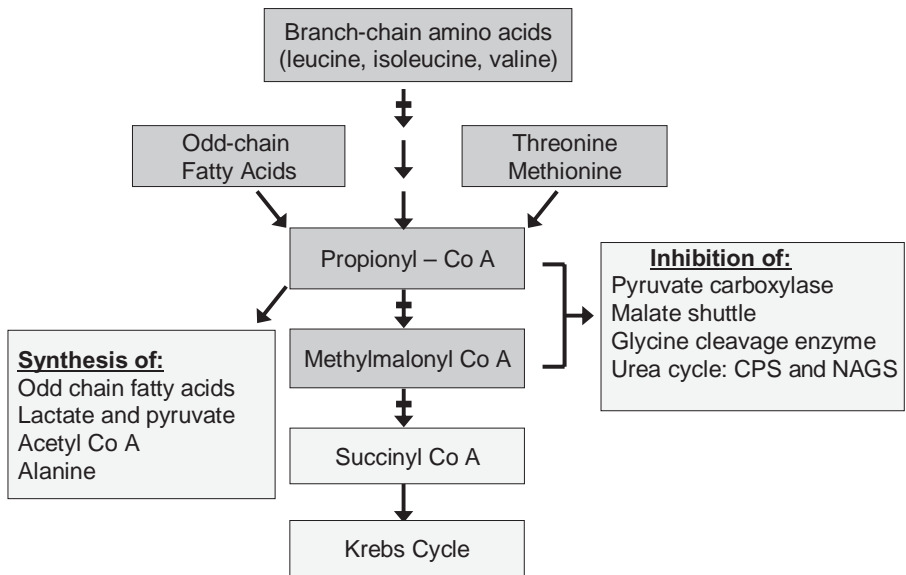 Branch-chain amino acids
(leucine, isoleucine, valine)
Odd-chain
Fatty Acids
Threonine
Methionine
Propionyl – Co A
Inhibition of:
Pyruvate carboxylase
Malate shuttle
Glycine cleavage enzyme
Urea cycle: CPS and NAGS
Methylmalonyl Co A
Synthesis of:
Odd chain fatty acids
Lactate and pyruvate
Acetyl Co A
Alanine
Succinyl Co A
Krebs Cycle